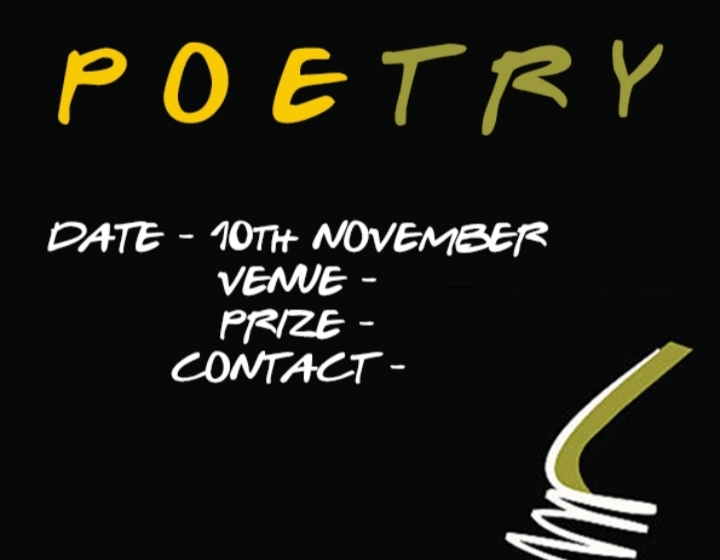 POETRY
DATE - 10TH NOVEMBER
VENUE -
PRIZE -
CONTACT -